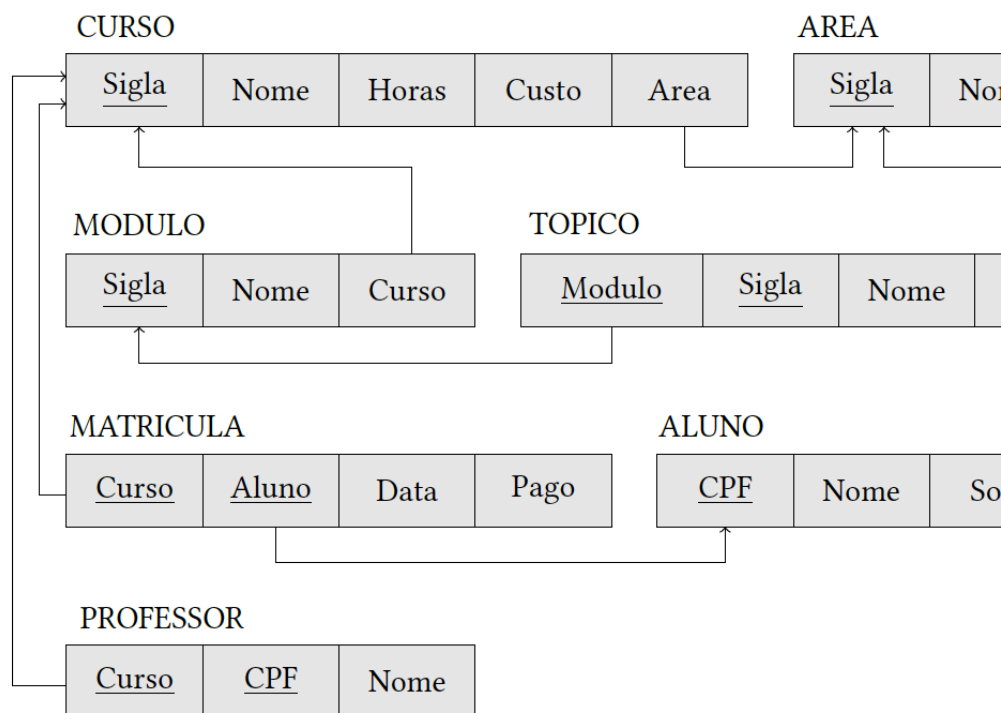 CURSO AREA
Sigla Nome Horas Custo Area Sigla
MODULO TOPICO
Sigla Nome Curso Modulo Sigla Nome
MATRICULA ALUNO
Curso Aluno Data Pago CPF Nome
PROFESSOR
Curso CPF Nome